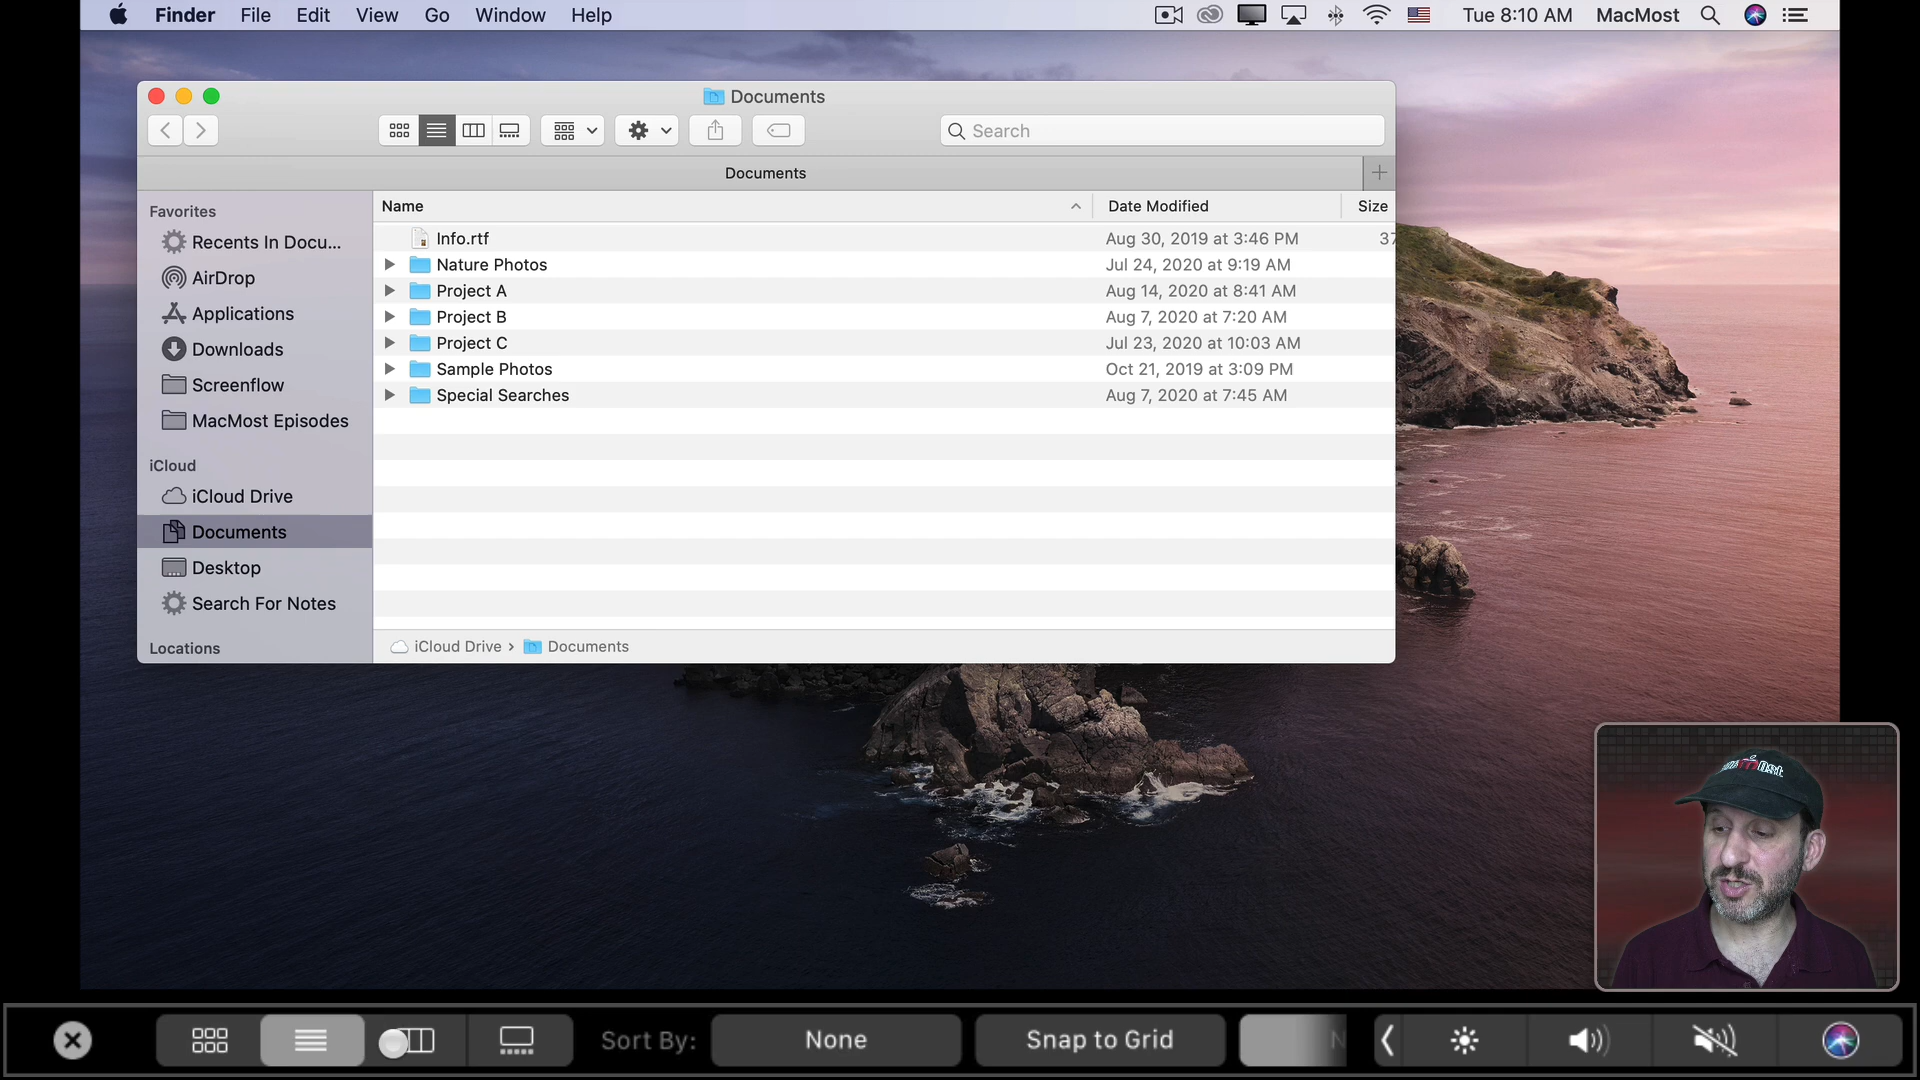 Finder File Edit View Go Window Help Tue 8:10 AM MacMost
Documents
Search
Documents
Name Date Modified Size
Favorites
Recents In Docu...
AirDrop
Applications
Downloads
Screenflow
MacMost Episodes
iCloud
iCloud Drive
Documents
Desktop
Search For Notes
Locations
Info.rtf Aug 30, 2019 at 3:46 PM 37
Nature Photos Jul 24, 2020 at 9:19 AM
Project A Aug 14, 2020 at 8:41 AM
Project B Aug 7, 2020 at 7:20 AM
Project C Jul 23, 2020 at 10:03 AM
Sample Photos Oct 21, 2019 at 3:09 PM
Special Searches Aug 7, 2020 at 7:45 AM
iCloud Drive › Documents
Sort By: None Snap to Grid N